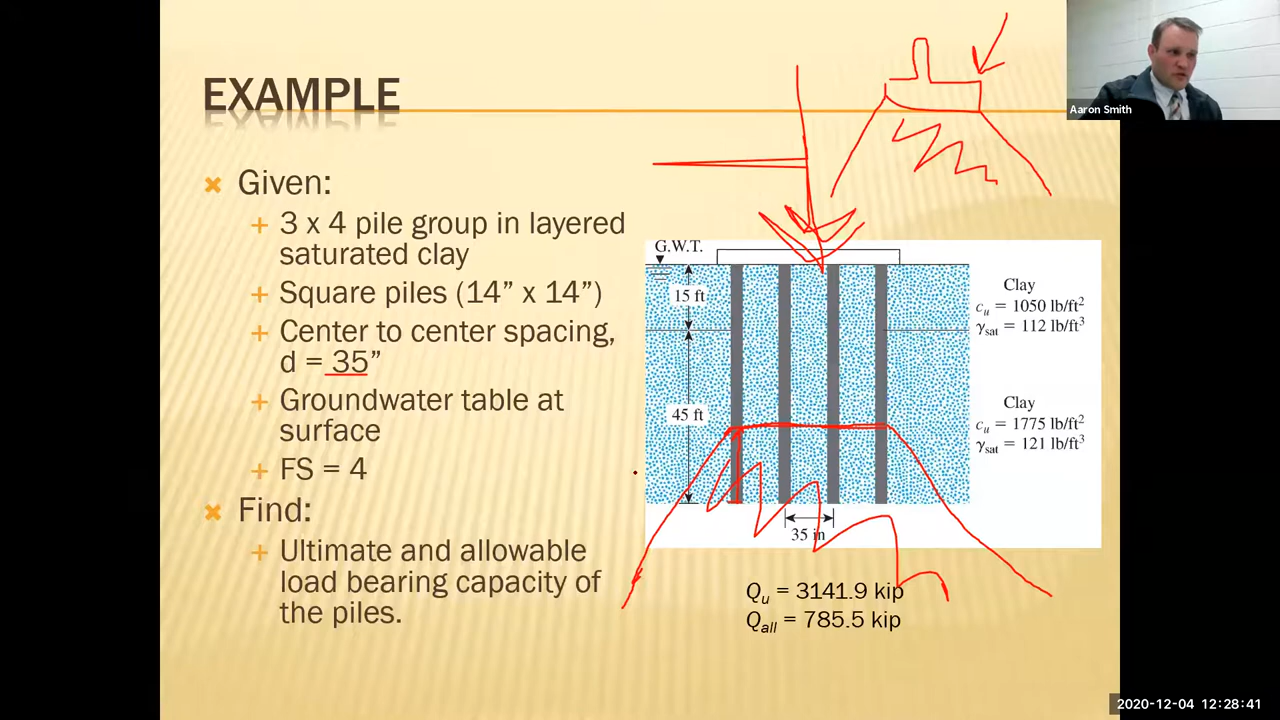 EXAMPLE
Aaron Smith
Given:
3 x 4 pile group in layered
saturated clay
Square piles (14” x 14”)
Center to center spacing,
d = 35”
Groundwater table at
surface
FS = 4
Find:
Ultimate and allowable
load bearing capacity of
the piles.
G.W.T.
15 ft
45 ft
35 in
Clay
cᵤ = 1050 lb/ft²
γsat = 112 lb/ft³
Clay
cᵤ = 1775 lb/ft²
γsat = 121 lb/ft³
Qu = 3141.9 kip
Qall = 785.5 kip
2020-12-04 12:28:41